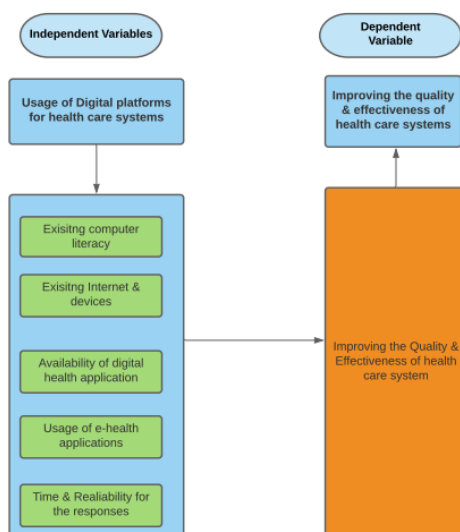 Independent Variables
Dependent
Variable
Usage of Digital platforms
for health care systems
Improving the quality
& effectiveness of
health care systems
Exisitng computer
literacy
Exisitng Internet &
devices
Availability of digital
health application
Usage of e-health
applications
Time & Realiability for
the responses
Improving the Quality &
Effectiveness of health
care system